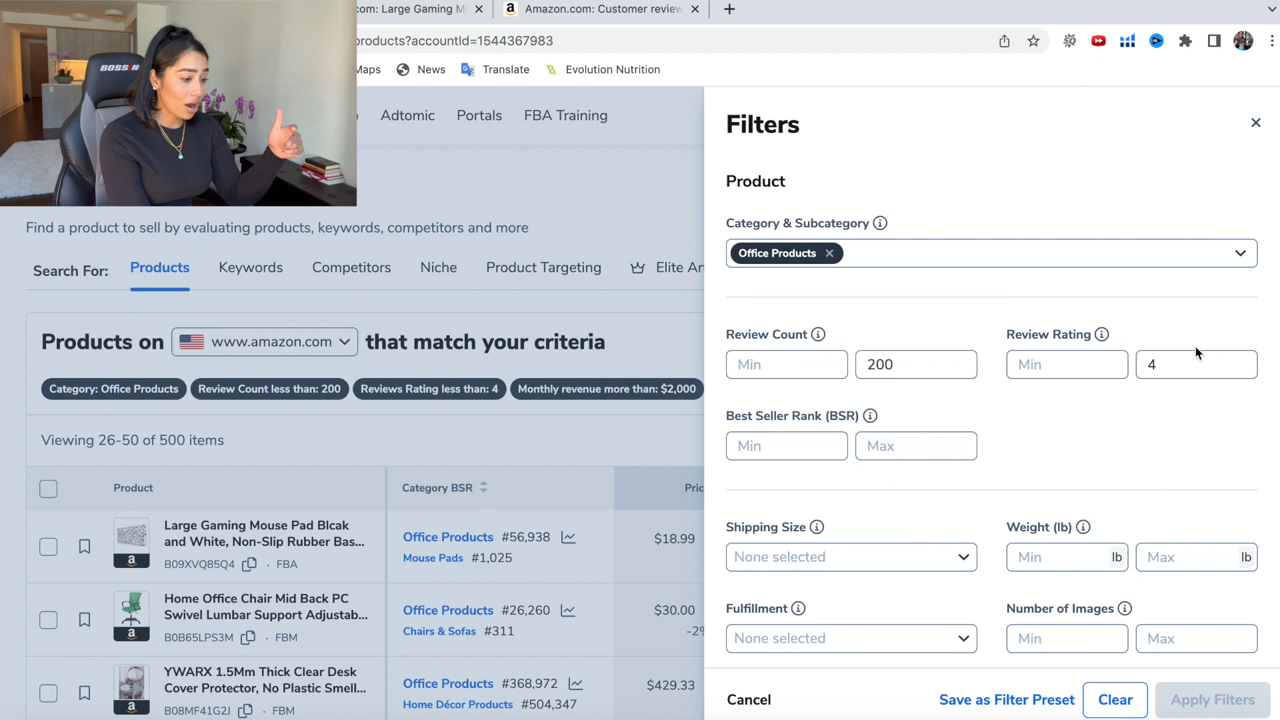 com: Large Gaming M
Amazon.com: Customer review
products?accountId=1544367983
Maps
News
Translate
Evolution Nutrition
BOSSIN
Adtomic
Portals
FBA Training
Find a product to sell by evaluating products, keywords, competitors and more
Search For:
Products
Keywords
Competitors
Niche
Product Targeting
Elite An
Products on
www.amazon.com
that match your criteria
Category: Office Products
Review Count less than: 200
Reviews Rating less than: 4
Monthly revenue more than: $2,000
Viewing 26-50 of 500 items
Product
Category BSR
Pric
Large Gaming Mouse Pad Blcak
and White, Non-Slip Rubber Bas...
B09XVQ85Q4 · FBA
Office Products #56,938
Mouse Pads #1,025
$18.99
Home Office Chair Mid Back PC
Swivel Lumbar Support Adjustab...
B0B65LPS3M · FBM
Office Products #26,260
Chairs & Sofas #311
$30.00
-2%
YWARX 1.5Mm Thick Clear Desk
Cover Protector, No Plastic Smell...
B08MF41G2J · FBM
Office Products #368,972
Home Décor Products #504,347
$429.33
Filters
Product
Category & Subcategory
Office Products
Review Count
Min
200
Review Rating
Min
4
Best Seller Rank (BSR)
Min
Max
Shipping Size
None selected
Weight (lb)
Min lb
Max lb
Fulfillment
None selected
Number of Images
Min
Max
Cancel
Save as Filter Preset
Clear
Apply Filters